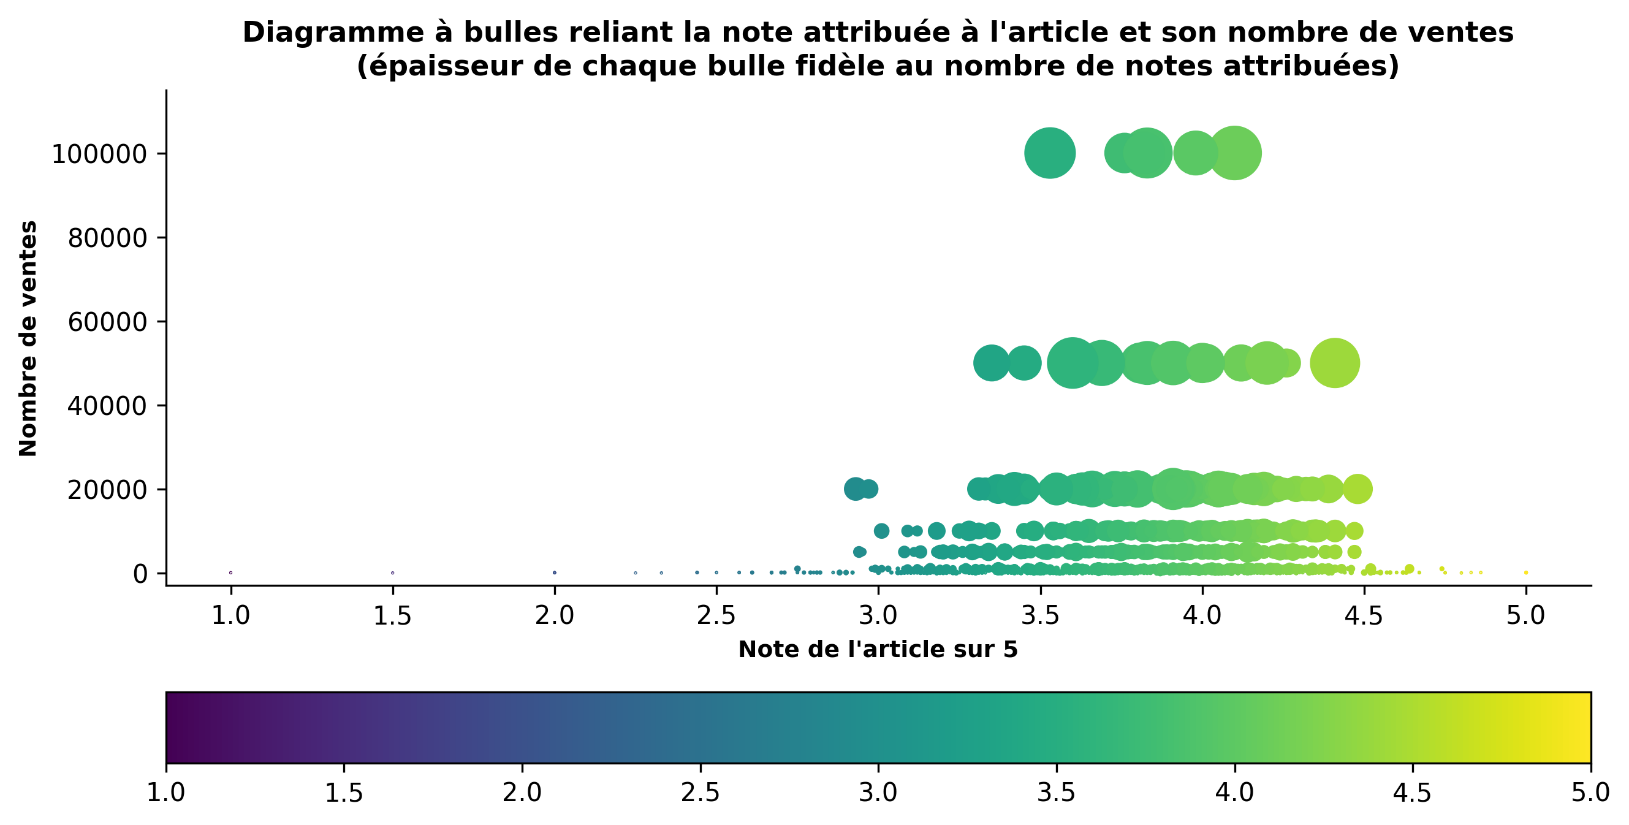 Diagramme à bulles reliant la note attribuée à l'article et son nombre de ventes
(épaisseur de chaque bulle fidèle au nombre de notes attribuées)
Nombre de ventes
100000
80000
60000
40000
20000
10000
5000
0
1.0 1.5 2.0 2.5 3.0 3.5 4.0 4.5 5.0
Note de l'article sur 5
1.0 1.5 2.0 2.5 3.0 3.5 4.0 4.5 5.0